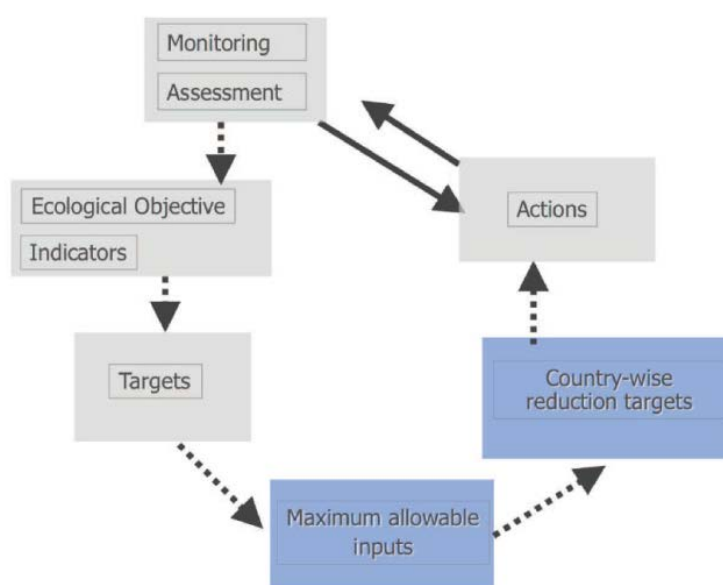 Monitoring
Assessment
Ecological Objective
Indicators
Actions
Targets
Country-wise
reduction targets
Maximum allowable
inputs